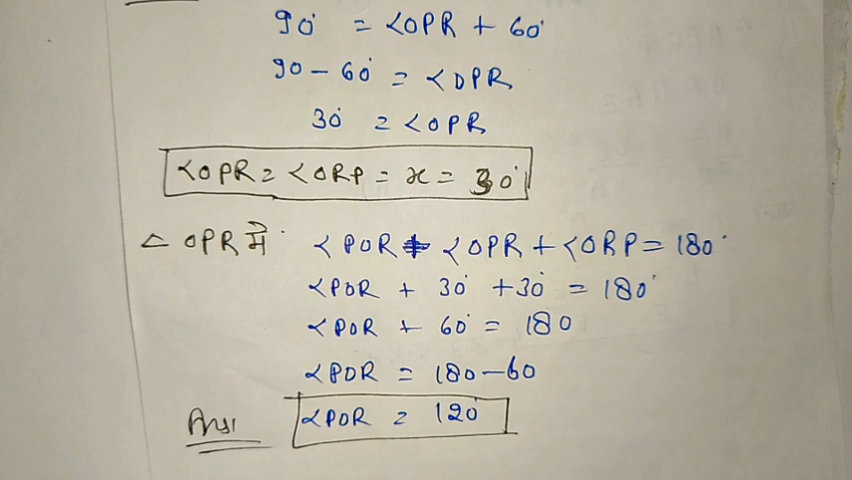 90° = <OPR + 60°
90 - 60° = <OPR
30° = <OPR
<OPR = <ORP = x = 30°
△ OPR में <POR + <OPR + <ORP = 180°
<POR + 30° + 30° = 180°
<POR + 60° = 180
<POR = 180 - 60
Ans <POR = 120°